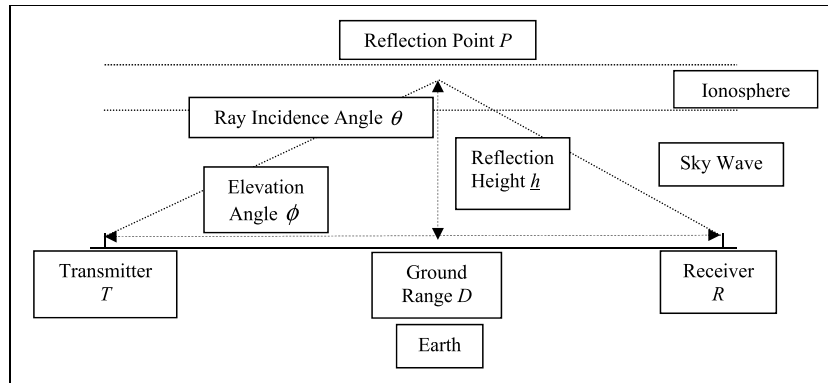 Reflection Point P
Ionosphere
Ray Incidence Angle θ
Reflection
Height h
Sky Wave
Elevation
Angle ϕ
Transmitter
T
Ground
Range D
Receiver
R
Earth